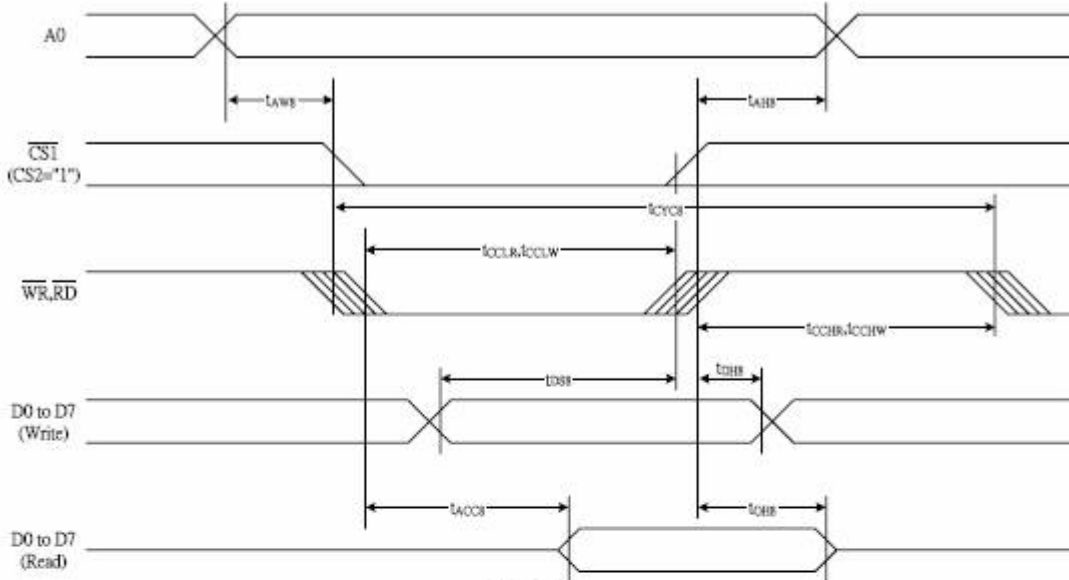 A0
tAW8
tAH8
CS1
(CS2="1")
tCYC8
tCCLR,tCCLW
WR,RD
tCCHR,tCCHW
tDS8
tDH8
D0 to D7
(Write)
tACC8
tOH8
D0 to D7
(Read)